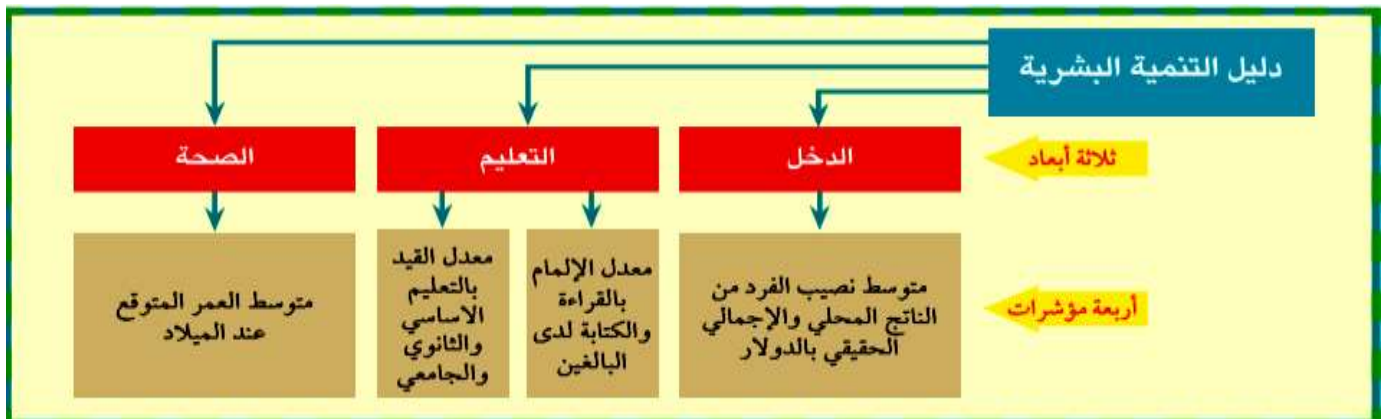 دليل التنمية البشرية
ثلاثة أبعاد
الدخل
التعليم
الصحة
أربعة مؤشرات
متوسط نصيب الفرد من
الناتج المحلي والإجمالي
الحقيقي بالدولار
معدل الإلمام
بالقراءة
والكتابة لدى
البالغين
معدل القيد
بالتعليم
الاساسي
والثانوي
والجامعي
متوسط العمر المتوقع
عند الميلاد